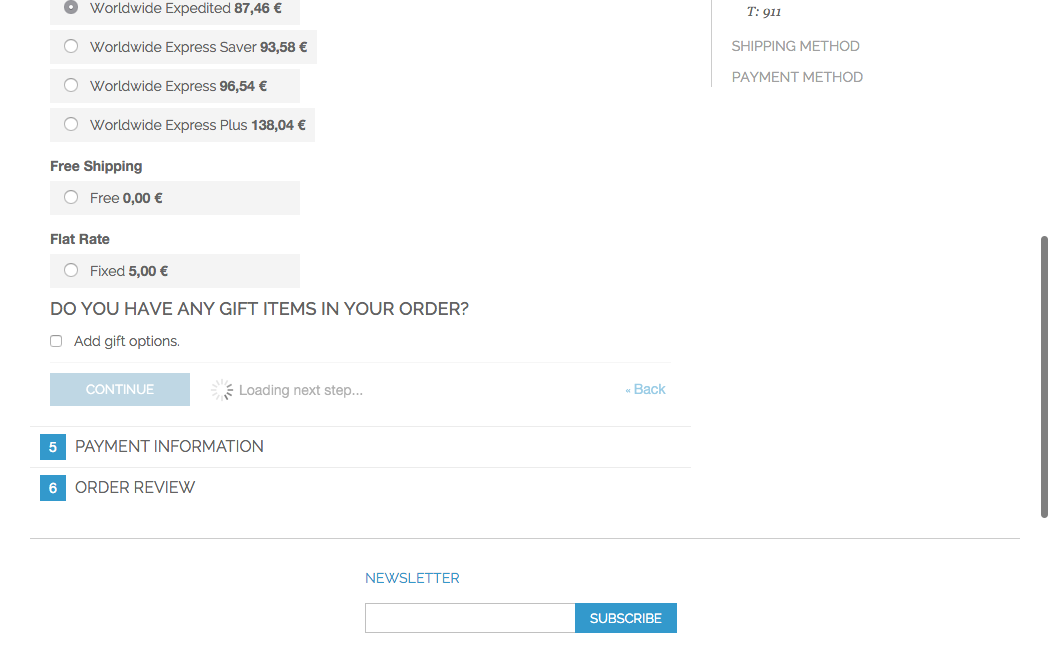 Worldwide Expedited 87,46 €
Worldwide Express Saver 93,58 €
Worldwide Express 96,54 €
Worldwide Express Plus 138,04 €
Free Shipping
Free 0,00 €
Flat Rate
Fixed 5,00 €
DO YOU HAVE ANY GIFT ITEMS IN YOUR ORDER?
Add gift options.
CONTINUE
Loading next step...
« Back
5 PAYMENT INFORMATION
6 ORDER REVIEW
T: 911
SHIPPING METHOD
PAYMENT METHOD
NEWSLETTER
SUBSCRIBE